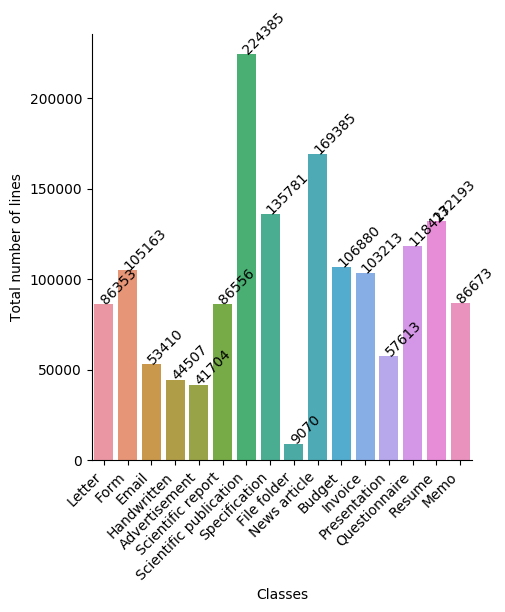 Total number of lines
200000
150000
100000
50000
0
86353
105163
53410
44507
41704
86556
224385
135781
9070
169385
106880
103213
57613
132193
86673
Letter
Form
Email
Handwritten
Advertisement
Scientific report
Scientific publication
Specification
File folder
News article
Budget
Invoice
Presentation
Questionnaire
Resume
Memo
Classes